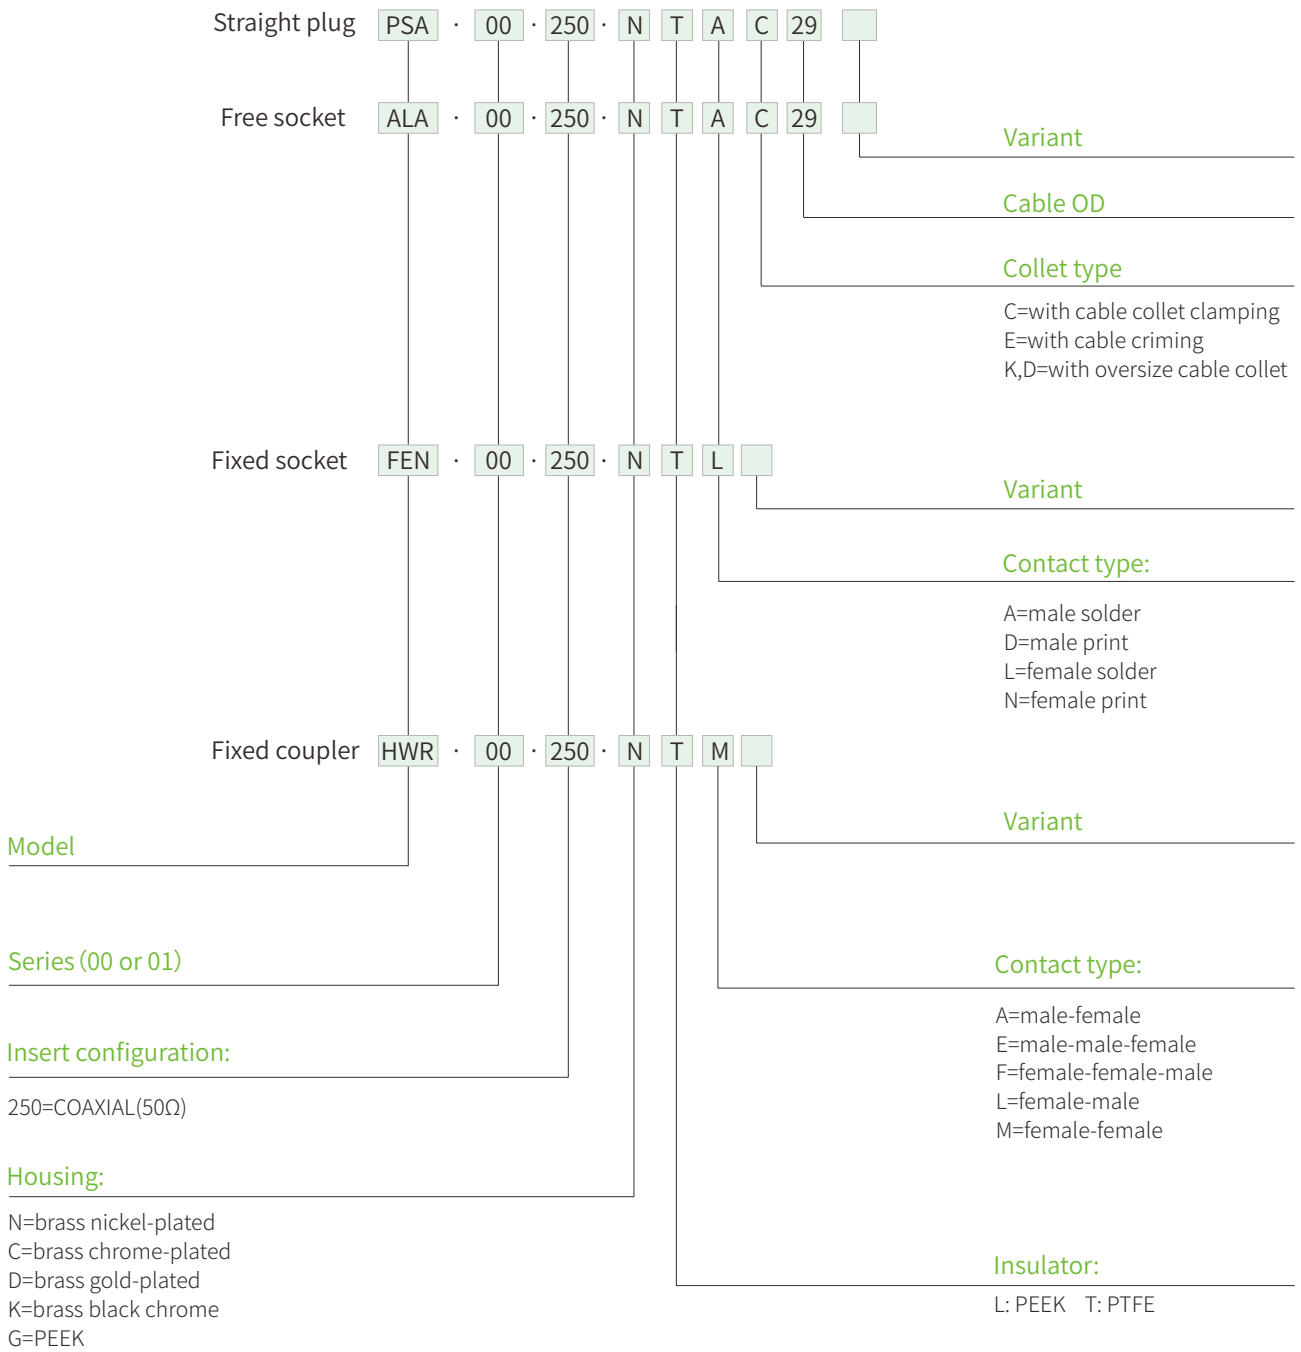 Straight plug PSA · 00 · 250 · N T A C 29
Free socket ALA · 00 · 250 · N T A C 29
Variant
Cable OD
Collet type
C=with cable collet clamping
E=with cable criming
K,D=with oversize cable collet
Fixed socket FEN · 00 · 250 · N T L
Variant
Contact type:
A=male solder
D=male print
L=female solder
N=female print
Fixed coupler HWR · 00 · 250 · N T M
Variant
Model
Series (00 or 01)
Insert configuration:
250=COAXIAL(50Ω)
Housing:
N=brass nickel-plated
C=brass chrome-plated
D=brass gold-plated
K=brass black chrome
G=PEEK
Contact type:
A=male-female
E=male-male-female
F=female-female-male
L=female-male
M=female-female
Insulator:
L: PEEK T: PTFE